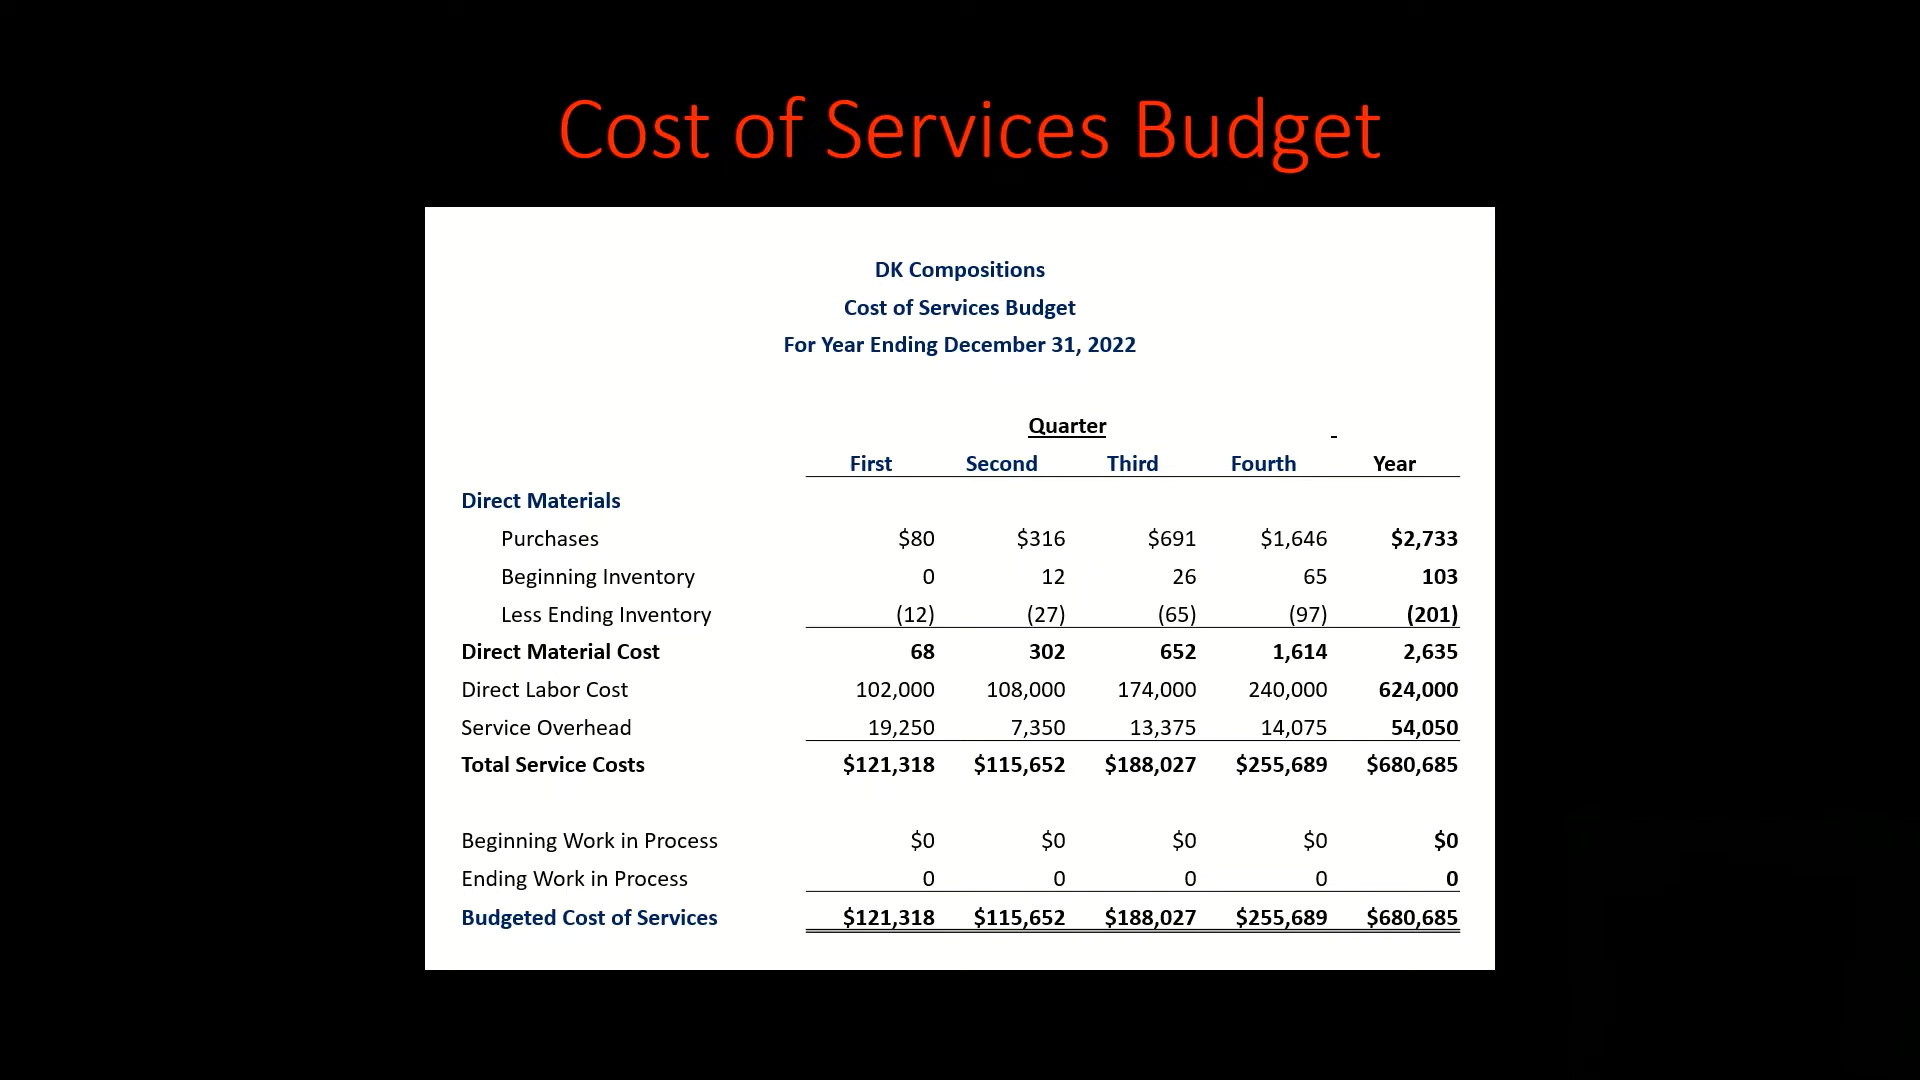 Cost of Services Budget
DK Compositions
Cost of Services Budget
For Year Ending December 31, 2022
Quarter
First Second Third Fourth Year
Direct Materials
Purchases $80 $316 $691 $1,646 $2,733
Beginning Inventory 0 12 26 65 103
Less Ending Inventory (12) (27) (65) (97) (201)
Direct Material Cost 68 302 652 1,614 2,635
Direct Labor Cost 102,000 108,000 174,000 240,000 624,000
Service Overhead 19,250 7,350 13,375 14,075 54,050
Total Service Costs $121,318 $115,652 $188,027 $255,689 $680,685
Beginning Work in Process $0 $0 $0 $0 $0
Ending Work in Process 0 0 0 0 0
Budgeted Cost of Services $121,318 $115,652 $188,027 $255,689 $680,685